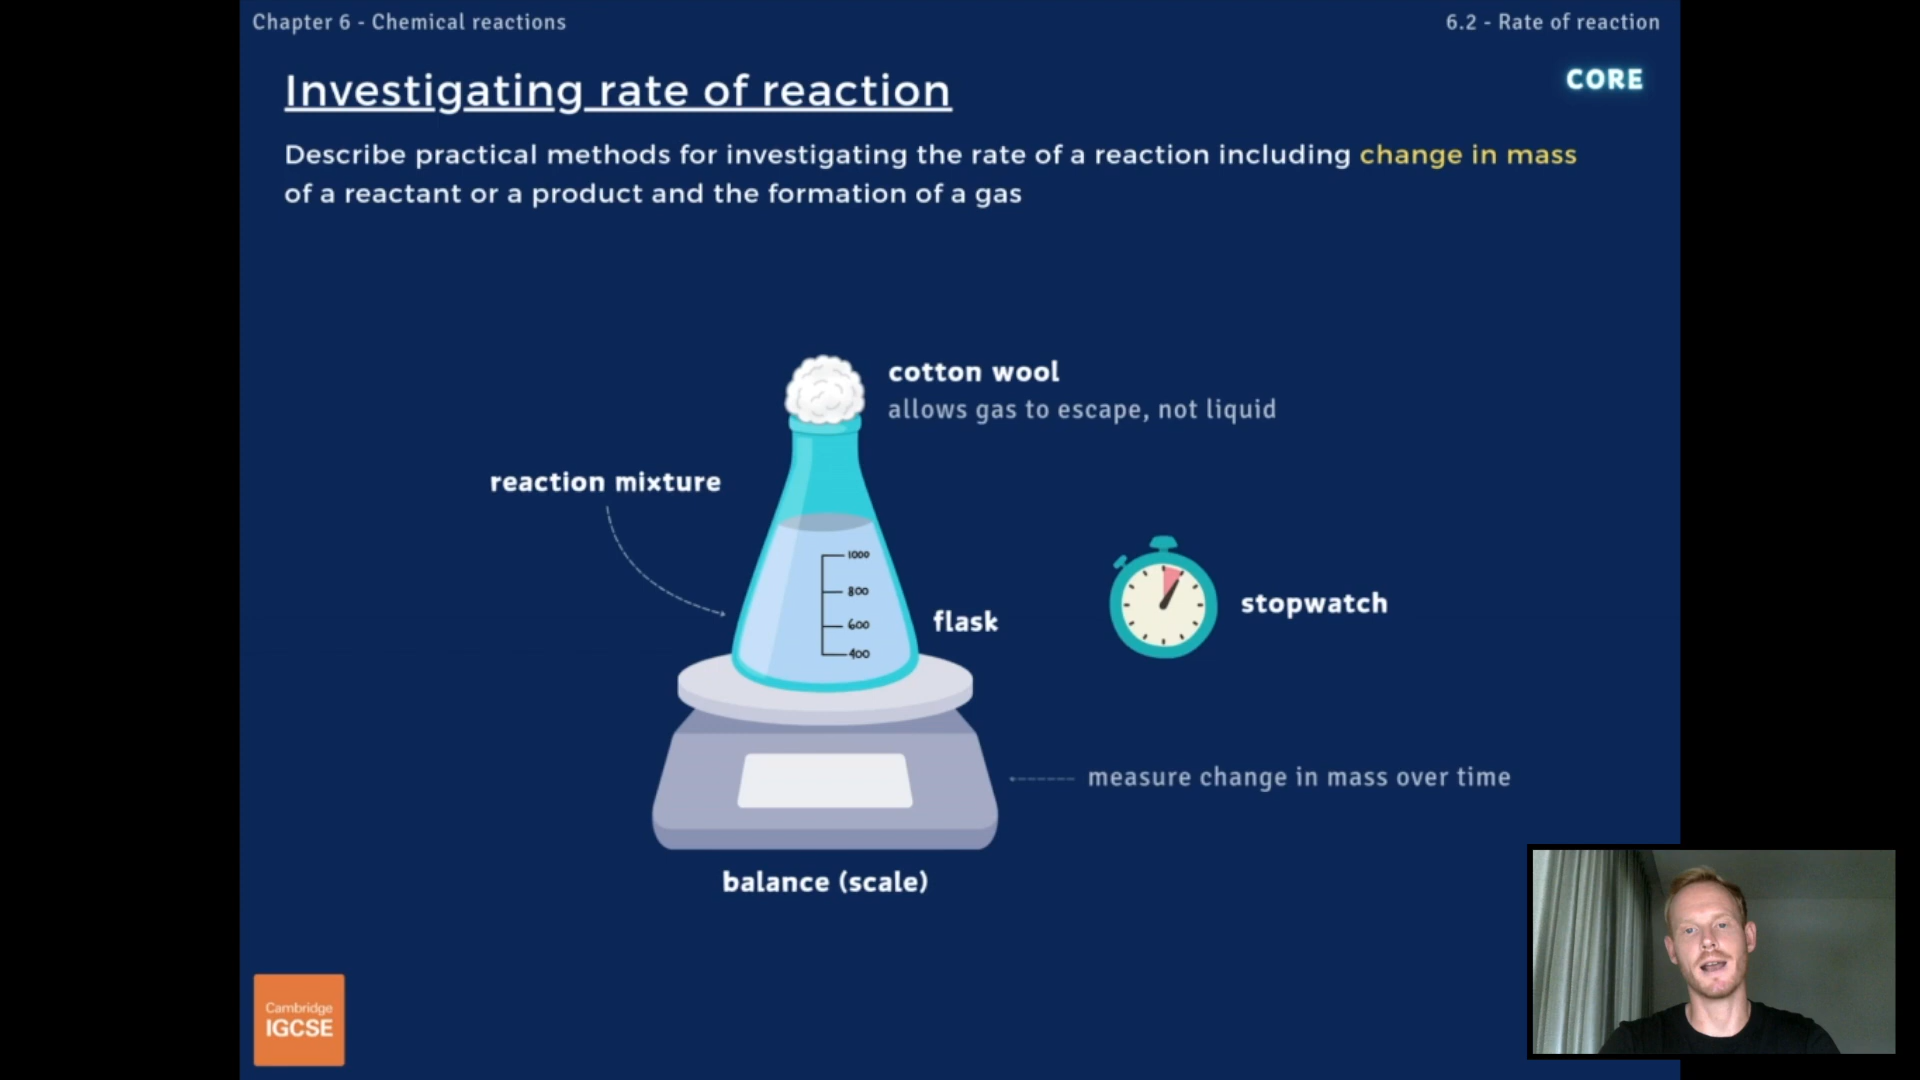 Chapter 6 - Chemical reactions
6.2 - Rate of reaction
CORE
Investigating rate of reaction
Describe practical methods for investigating the rate of a reaction including change in mass
of a reactant or a product and the formation of a gas
cotton wool
allows gas to escape, not liquid
reaction mixture
1000
800
600
400
flask
stopwatch
measure change in mass over time
balance (scale)
Cambridge
IGCSE